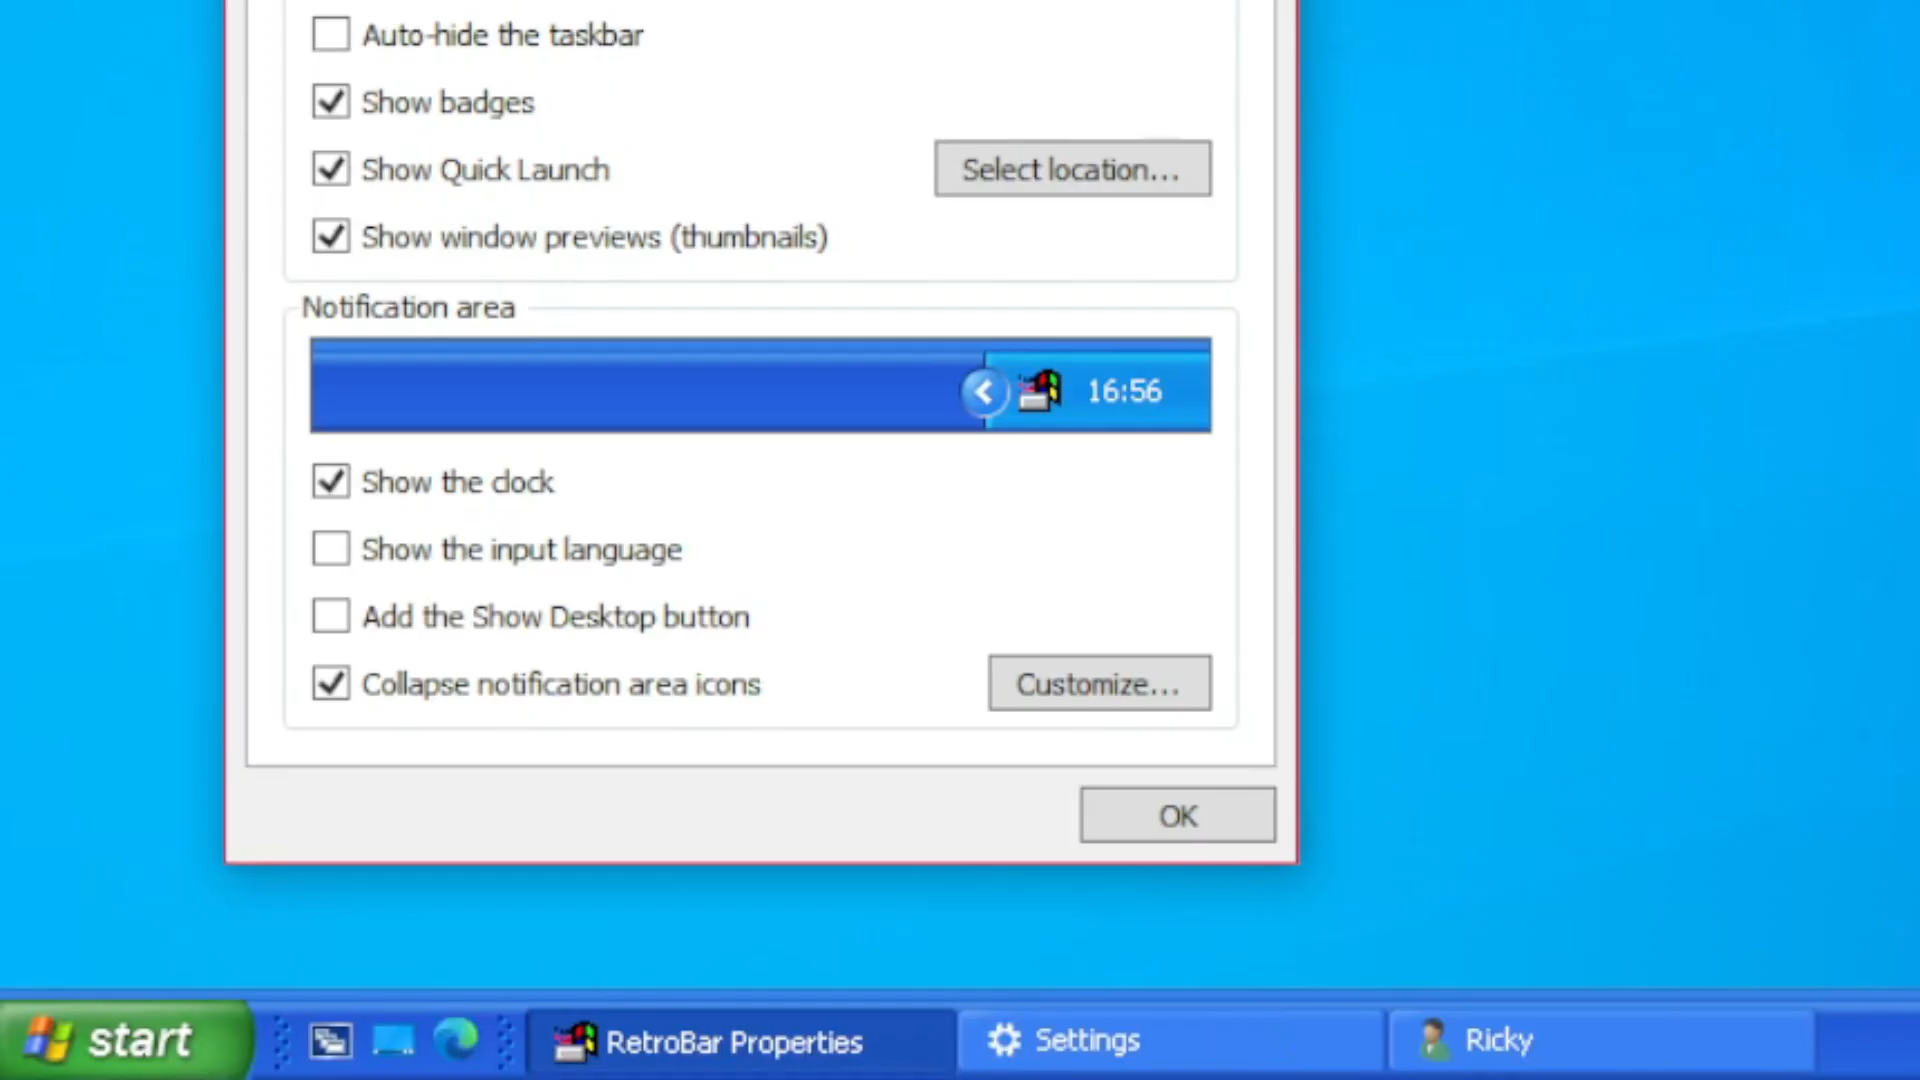 Auto-hide the taskbar
Show badges
Show Quick Launch
Select location...
Show window previews (thumbnails)
Notification area
16:56
Show the clock
Show the input language
Add the Show Desktop button
Collapse notification area icons
Customize...
OK
start
RetroBar Properties
Settings
Ricky